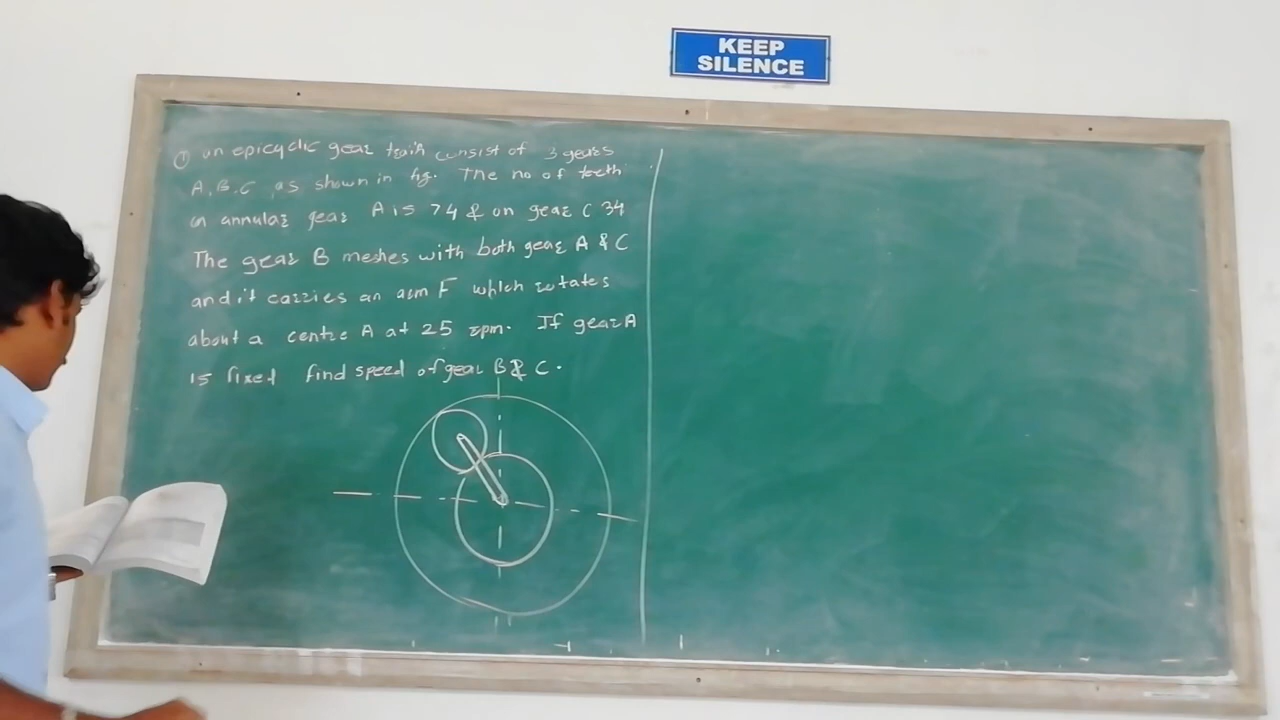 KEEP
SILENCE
① an epicyclic gear train consist of 3 gears
A, B, C as shown in fig. The no of teeth
on annular gear A is 74 & on gear C 34
The gear B meshes with both gear A & C
and it carries an arm F which rotates
about a centre A at 25 rpm. If gear A
is fixed find speed of gear B & C.